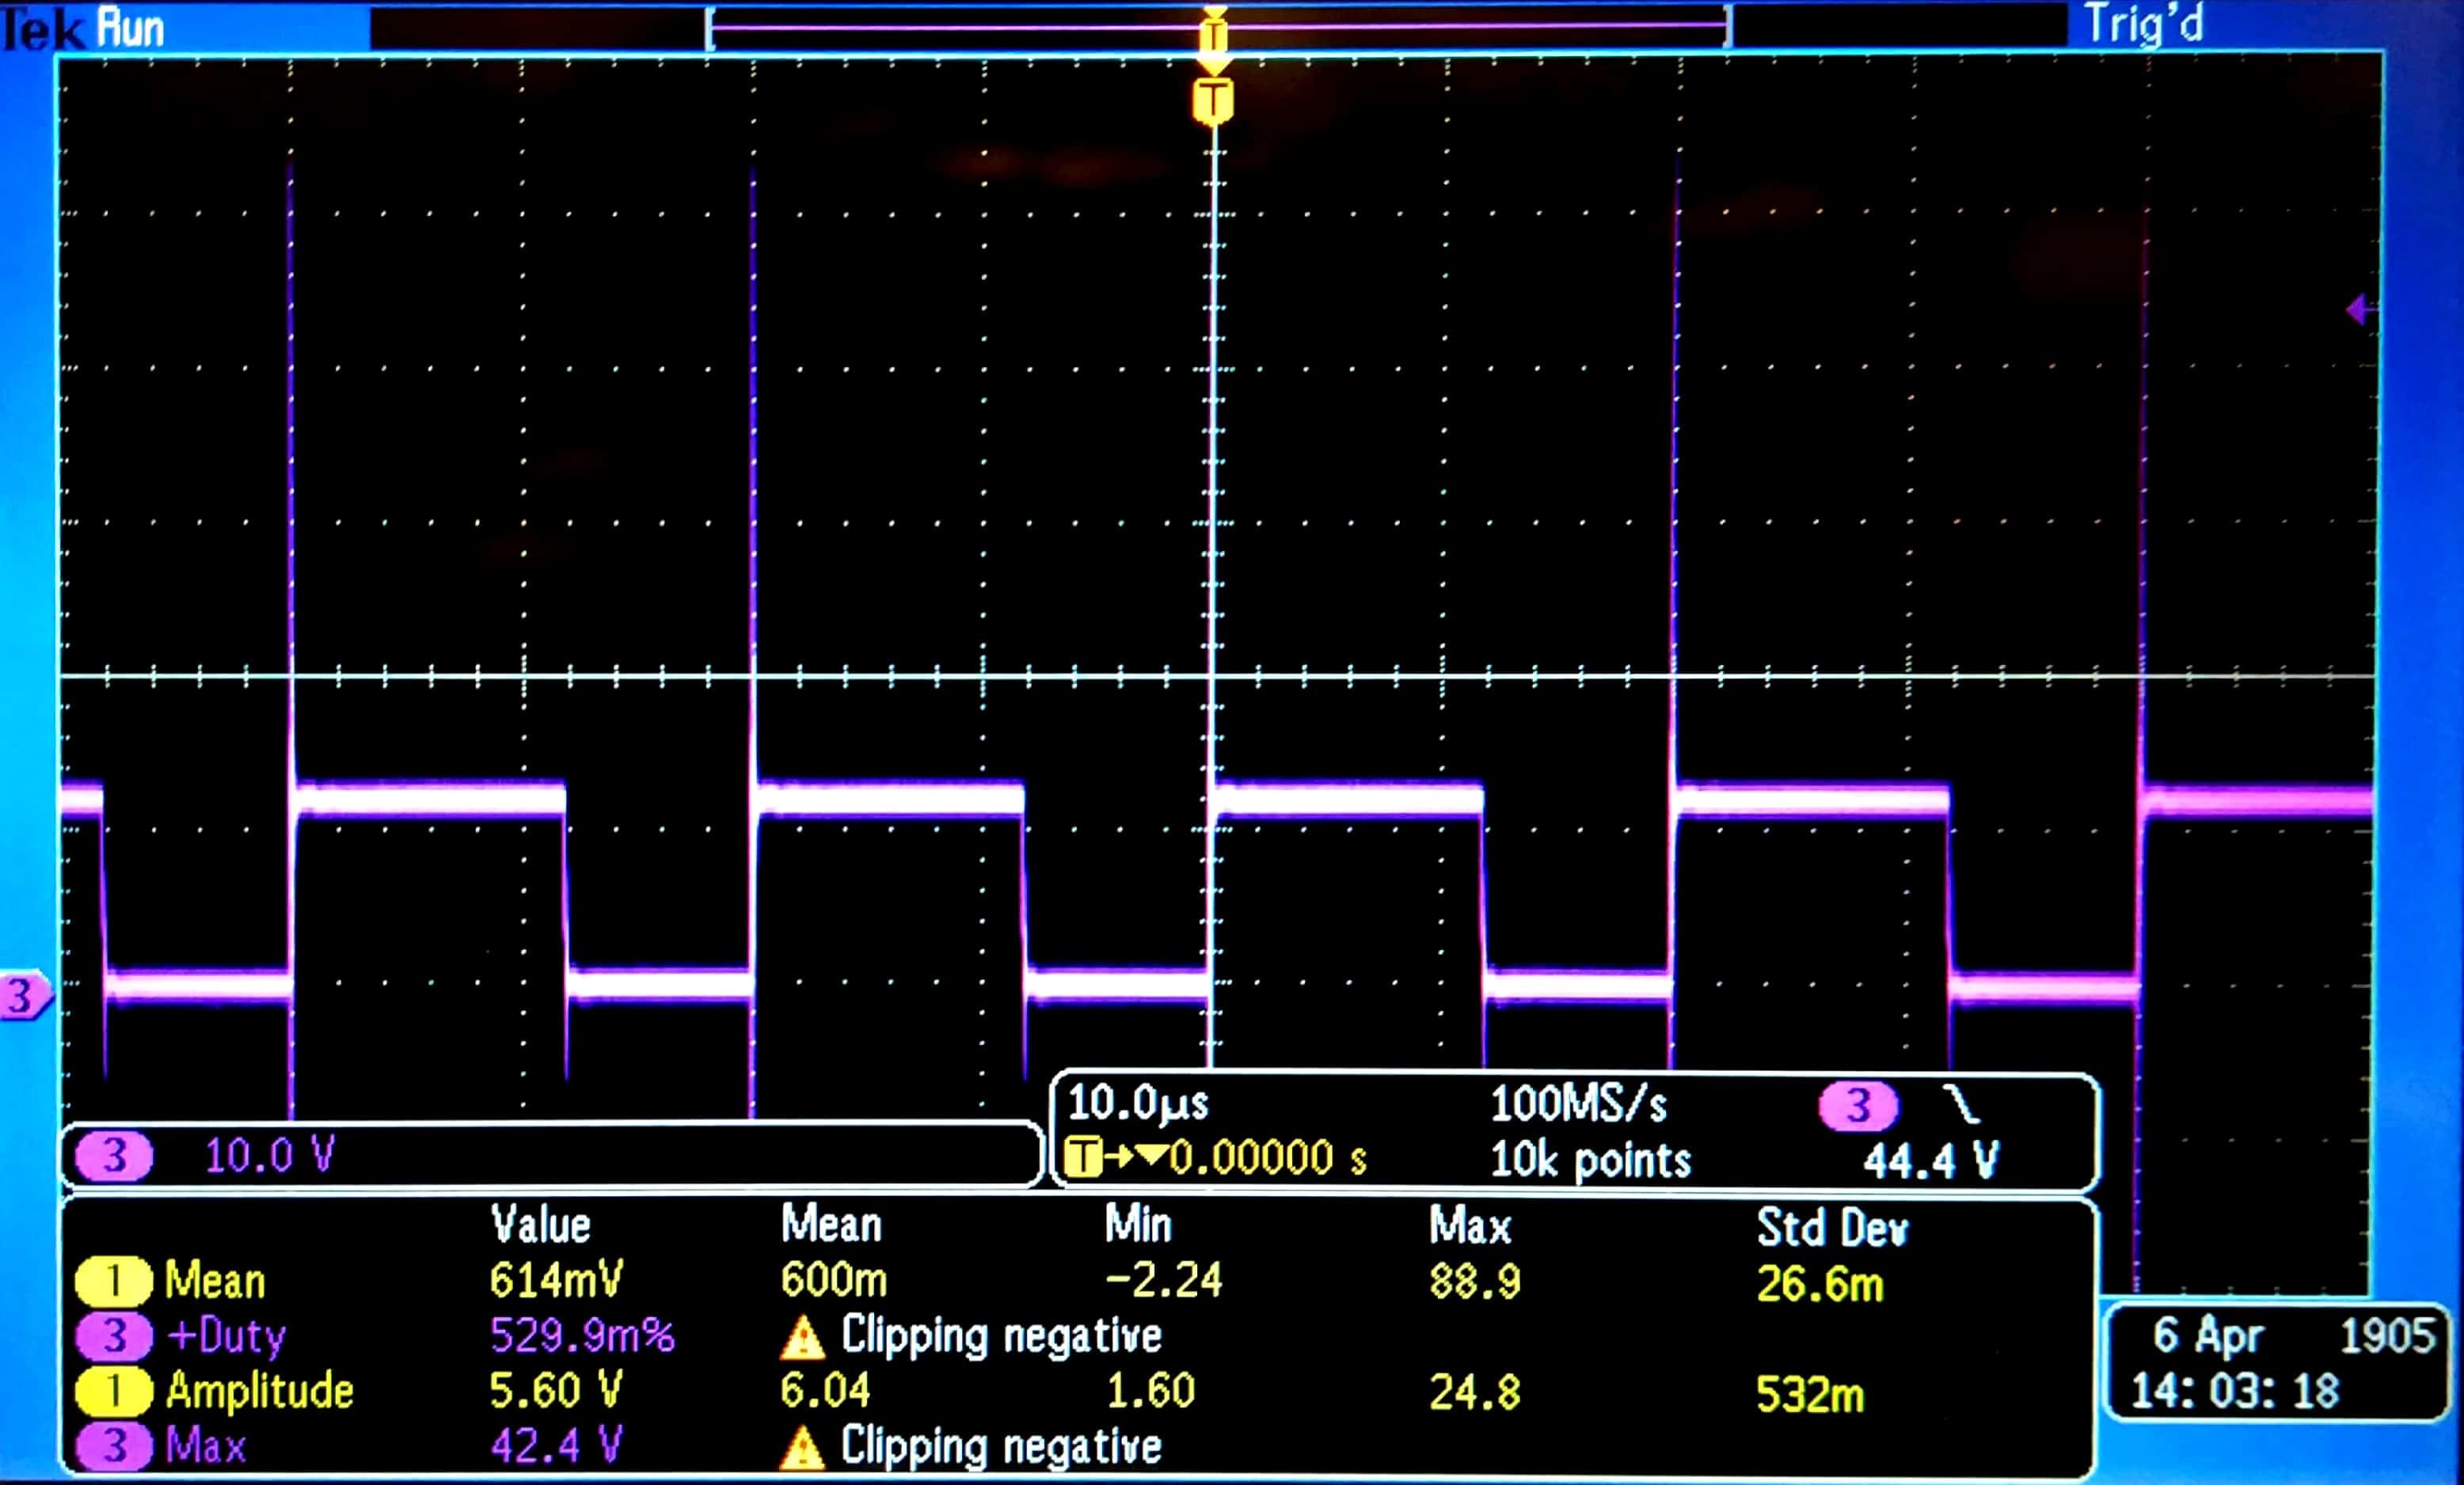 Tek Run Trig'd
T
T
3
10.0µs 100MS/s 3
3 10.0 V
T→▼0.00000 s 10k points 44.4 V
Value Mean Min Max Std Dev
1 Mean 614mV 600m −2.24 88.9 26.6m
3 +Duty 529.9m% Clipping negative
1 Amplitude 5.60 V 6.04 1.60 24.8 532m
3 Max 42.4 V Clipping negative
6 Apr 1905
14: 03: 18